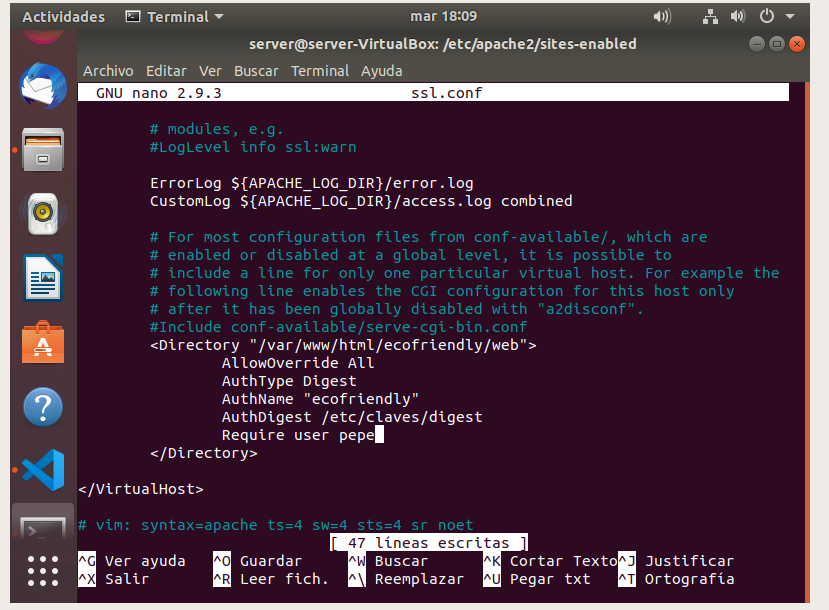 Actividades Terminal mar 18:09
server@server-VirtualBox: /etc/apache2/sites-enabled
Archivo Editar Ver Buscar Terminal Ayuda
GNU nano 2.9.3 ssl.conf
# modules, e.g.
#LogLevel info ssl:warn
ErrorLog ${APACHE_LOG_DIR}/error.log
CustomLog ${APACHE_LOG_DIR}/access.log combined
# For most configuration files from conf-available/, which are
# enabled or disabled at a global level, it is possible to
# include a line for only one particular virtual host. For example the
# following line enables the CGI configuration for this host only
# after it has been globally disabled with "a2disconf".
#Include conf-available/serve-cgi-bin.conf
<Directory "/var/www/html/ecofriendly/web">
AllowOverride All
AuthType Digest
AuthName "ecofriendly"
AuthDigest /etc/claves/digest
Require user pepe
</Directory>
</VirtualHost>
# vim: syntax=apache ts=4 sw=4 sts=4 sr noet
[ 47 líneas escritas ]
^G Ver ayuda ^O Guardar ^W Buscar ^K Cortar Texto ^J Justificar
^X Salir ^R Leer fich. ^\ Reemplazar ^U Pegar txt ^T Ortografía